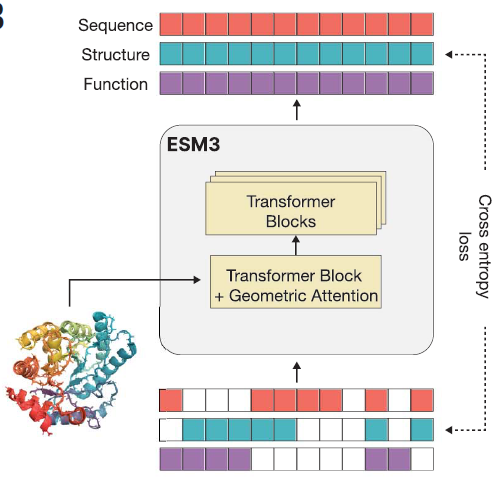 B
Sequence
Structure
Function
ESM3
Transformer
Blocks
Transformer Block
+ Geometric Attention
Cross entropy
loss